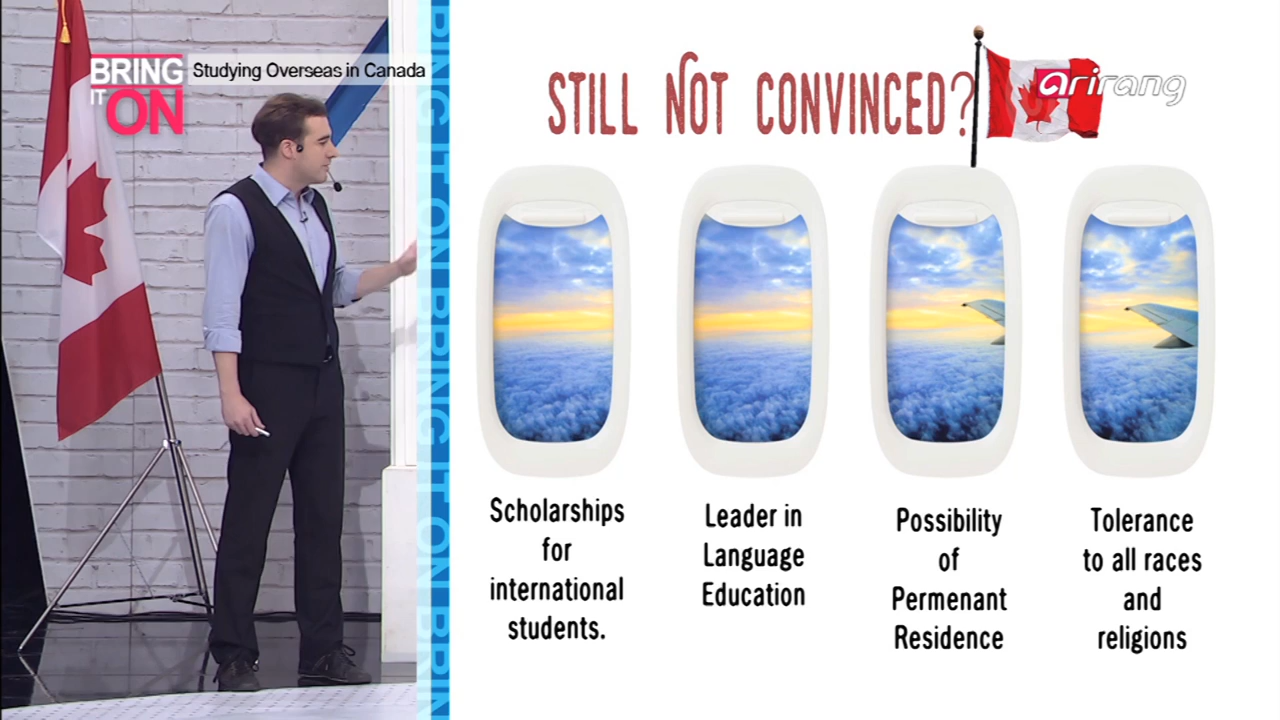 BRING
IT ON
Studying Overseas in Canada
BRING IT ON BRING IT ON BRIN
STILL NOT CONVINCED?
arirang
Scholarships
for
international
students.
Leader in
Language
Education
Possibility
of
Permenant
Residence
Tolerance
to all races
and
religions